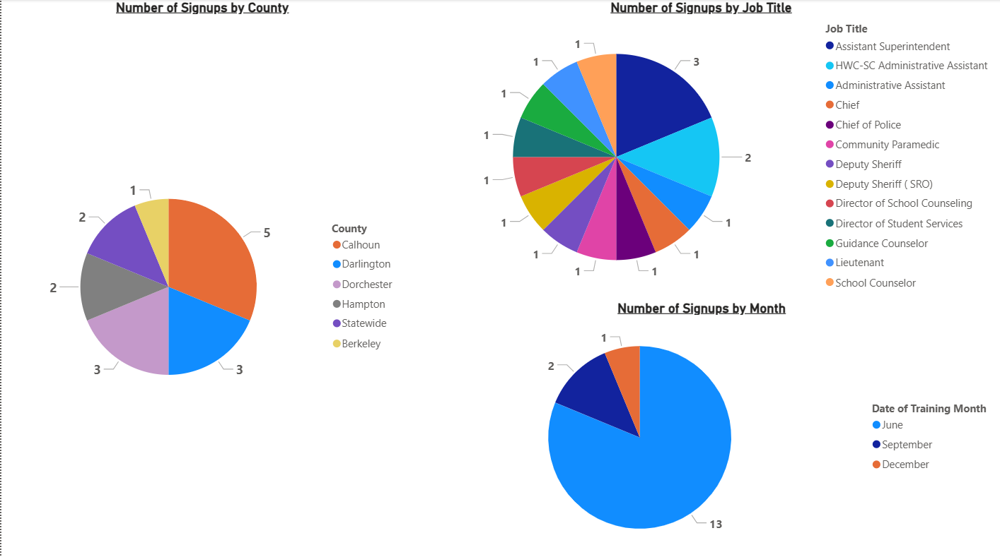 Number of Signups by County
1
2
5
2
3
3
County
Calhoun
Darlington
Dorchester
Hampton
Statewide
Berkeley
Number of Signups by Job Title
1
3
1
1
1
2
1
1
1
1
1
1
1
Job Title
Assistant Superintendent
HWC-SC Administrative Assistant
Administrative Assistant
Chief
Chief of Police
Community Paramedic
Deputy Sheriff
Deputy Sheriff ( SRO)
Director of School Counseling
Director of Student Services
Guidance Counselor
Lieutenant
School Counselor
Number of Signups by Month
1
2
13
Date of Training Month
June
September
December